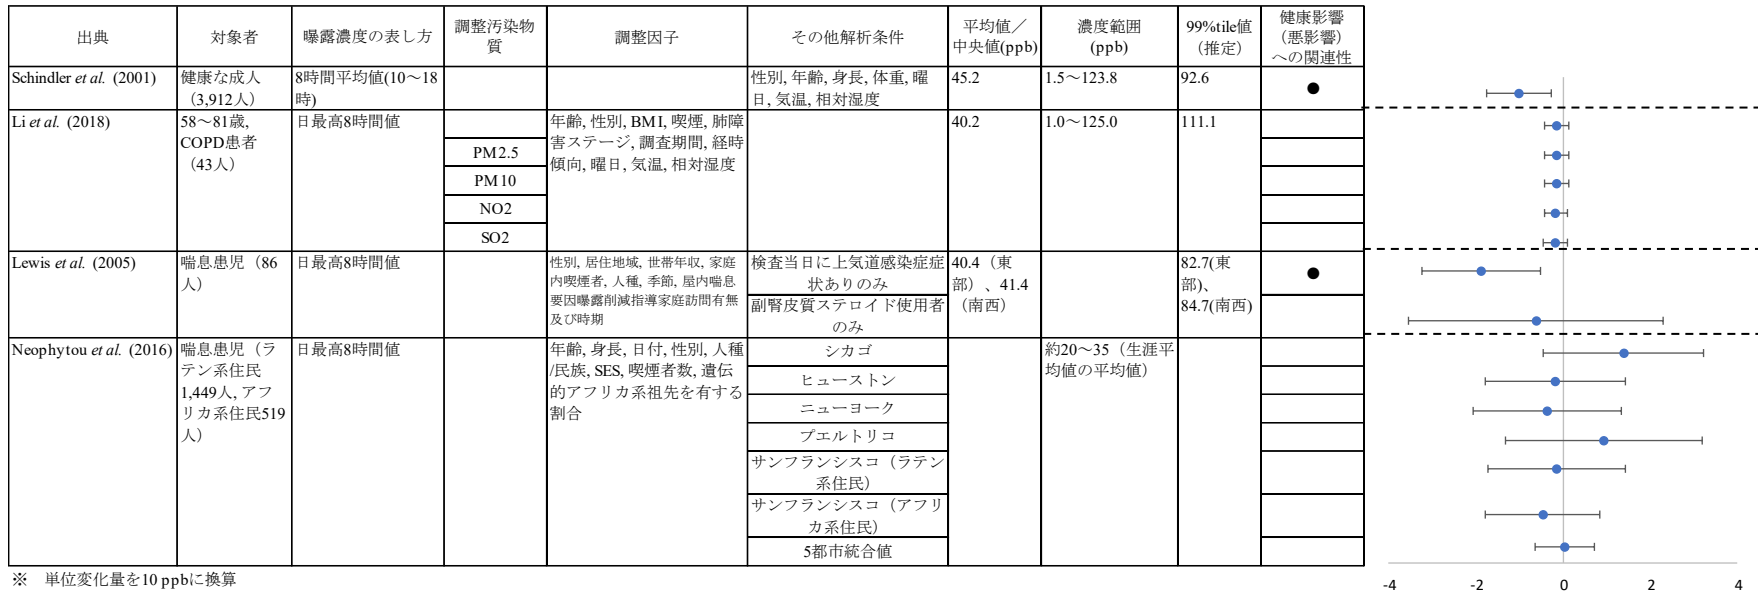 出典
対象者
曝露濃度の表し方
調整汚染物
質
調整因子
その他解析条件
平均値／
中央値(ppb)
濃度範囲
(ppb)
99%tile値
（推定）
健康影響
（悪影響）
への関連性
Schindler et al. (2001)
健康な成人
（3,912人）
8時間平均値(10～18
時)
性別, 年齢, 身長, 体重, 曜
日, 気温, 相対湿度
45.2
1.5～123.8
92.6
●
Li et al. (2018)
58～81歳,
COPD患者
（43人）
日最高8時間値
PM2.5
PM10
NO2
SO2
年齢, 性別, BMI, 喫煙, 肺障
害ステージ, 調査期間, 経時
傾向, 曜日, 気温, 相対湿度
40.2
1.0～125.0
111.1
Lewis et al. (2005)
喘息患児（86
人）
日最高8時間値
性別, 居住地域, 世帯年収, 家庭
内喫煙者, 人種, 季節, 屋内喘息
要因曝露削減指導家庭訪問有無
及び時期
検査当日に上気道感染症症
状ありのみ
副腎皮質ステロイド使用者
のみ
40.4（東
部）、41.4
（南西）
82.7(東
部)、
84.7(南西)
●
Neophytou et al. (2016)
喘息患児（ラ
テン系住民
1,449人, アフ
リカ系住民519
人）
日最高8時間値
年齢, 身長, 日付, 性別, 人種
/民族, SES, 喫煙者数, 遺伝
的アフリカ系祖先を有する
割合
シカゴ
ヒューストン
ニューヨーク
プエルトリコ
サンフランシスコ（ラテン
系住民）
サンフランシスコ（アフリ
カ系住民）
5都市統合値
約20～35（生涯平
均値の平均値）
※　単位変化量を10 ppbに換算
-4
-2
0
2
4